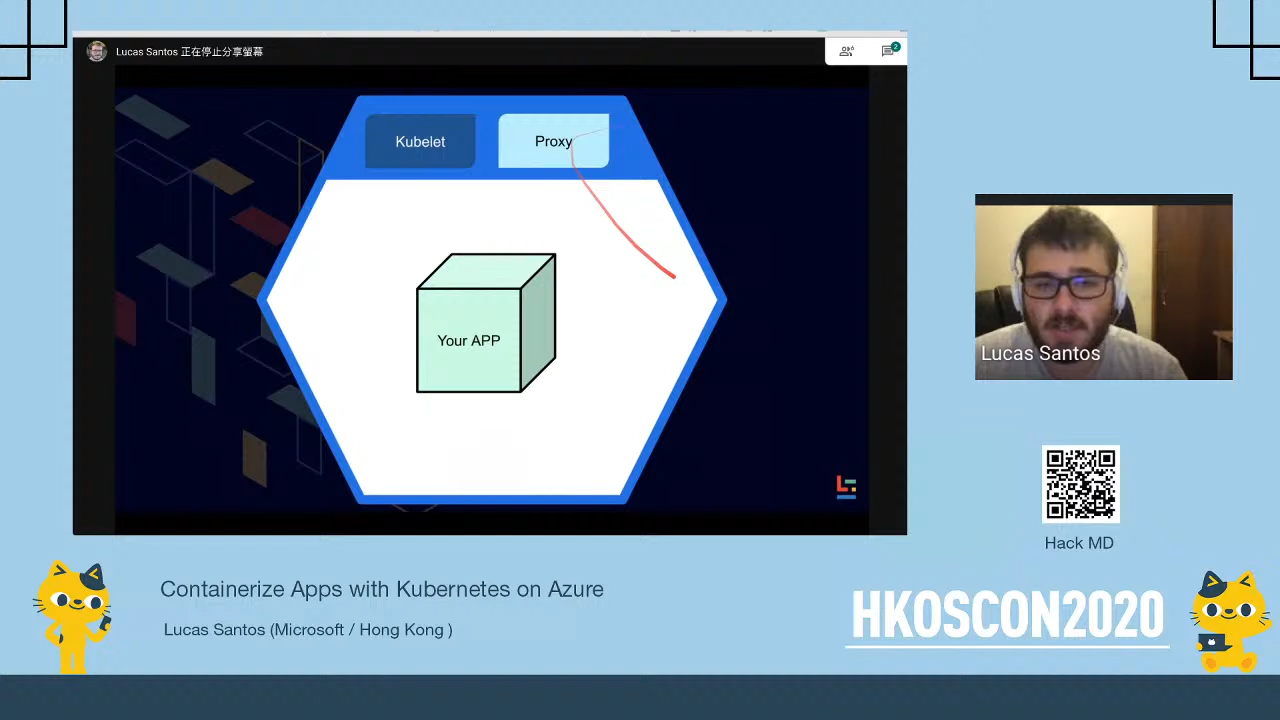 Lucas Santos 正在停止分享螢幕
2
Kubelet
Proxy
Your APP
Lucas Santos
Hack MD
Containerize Apps with Kubernetes on Azure
Lucas Santos (Microsoft / Hong Kong )
HKOSCON2020